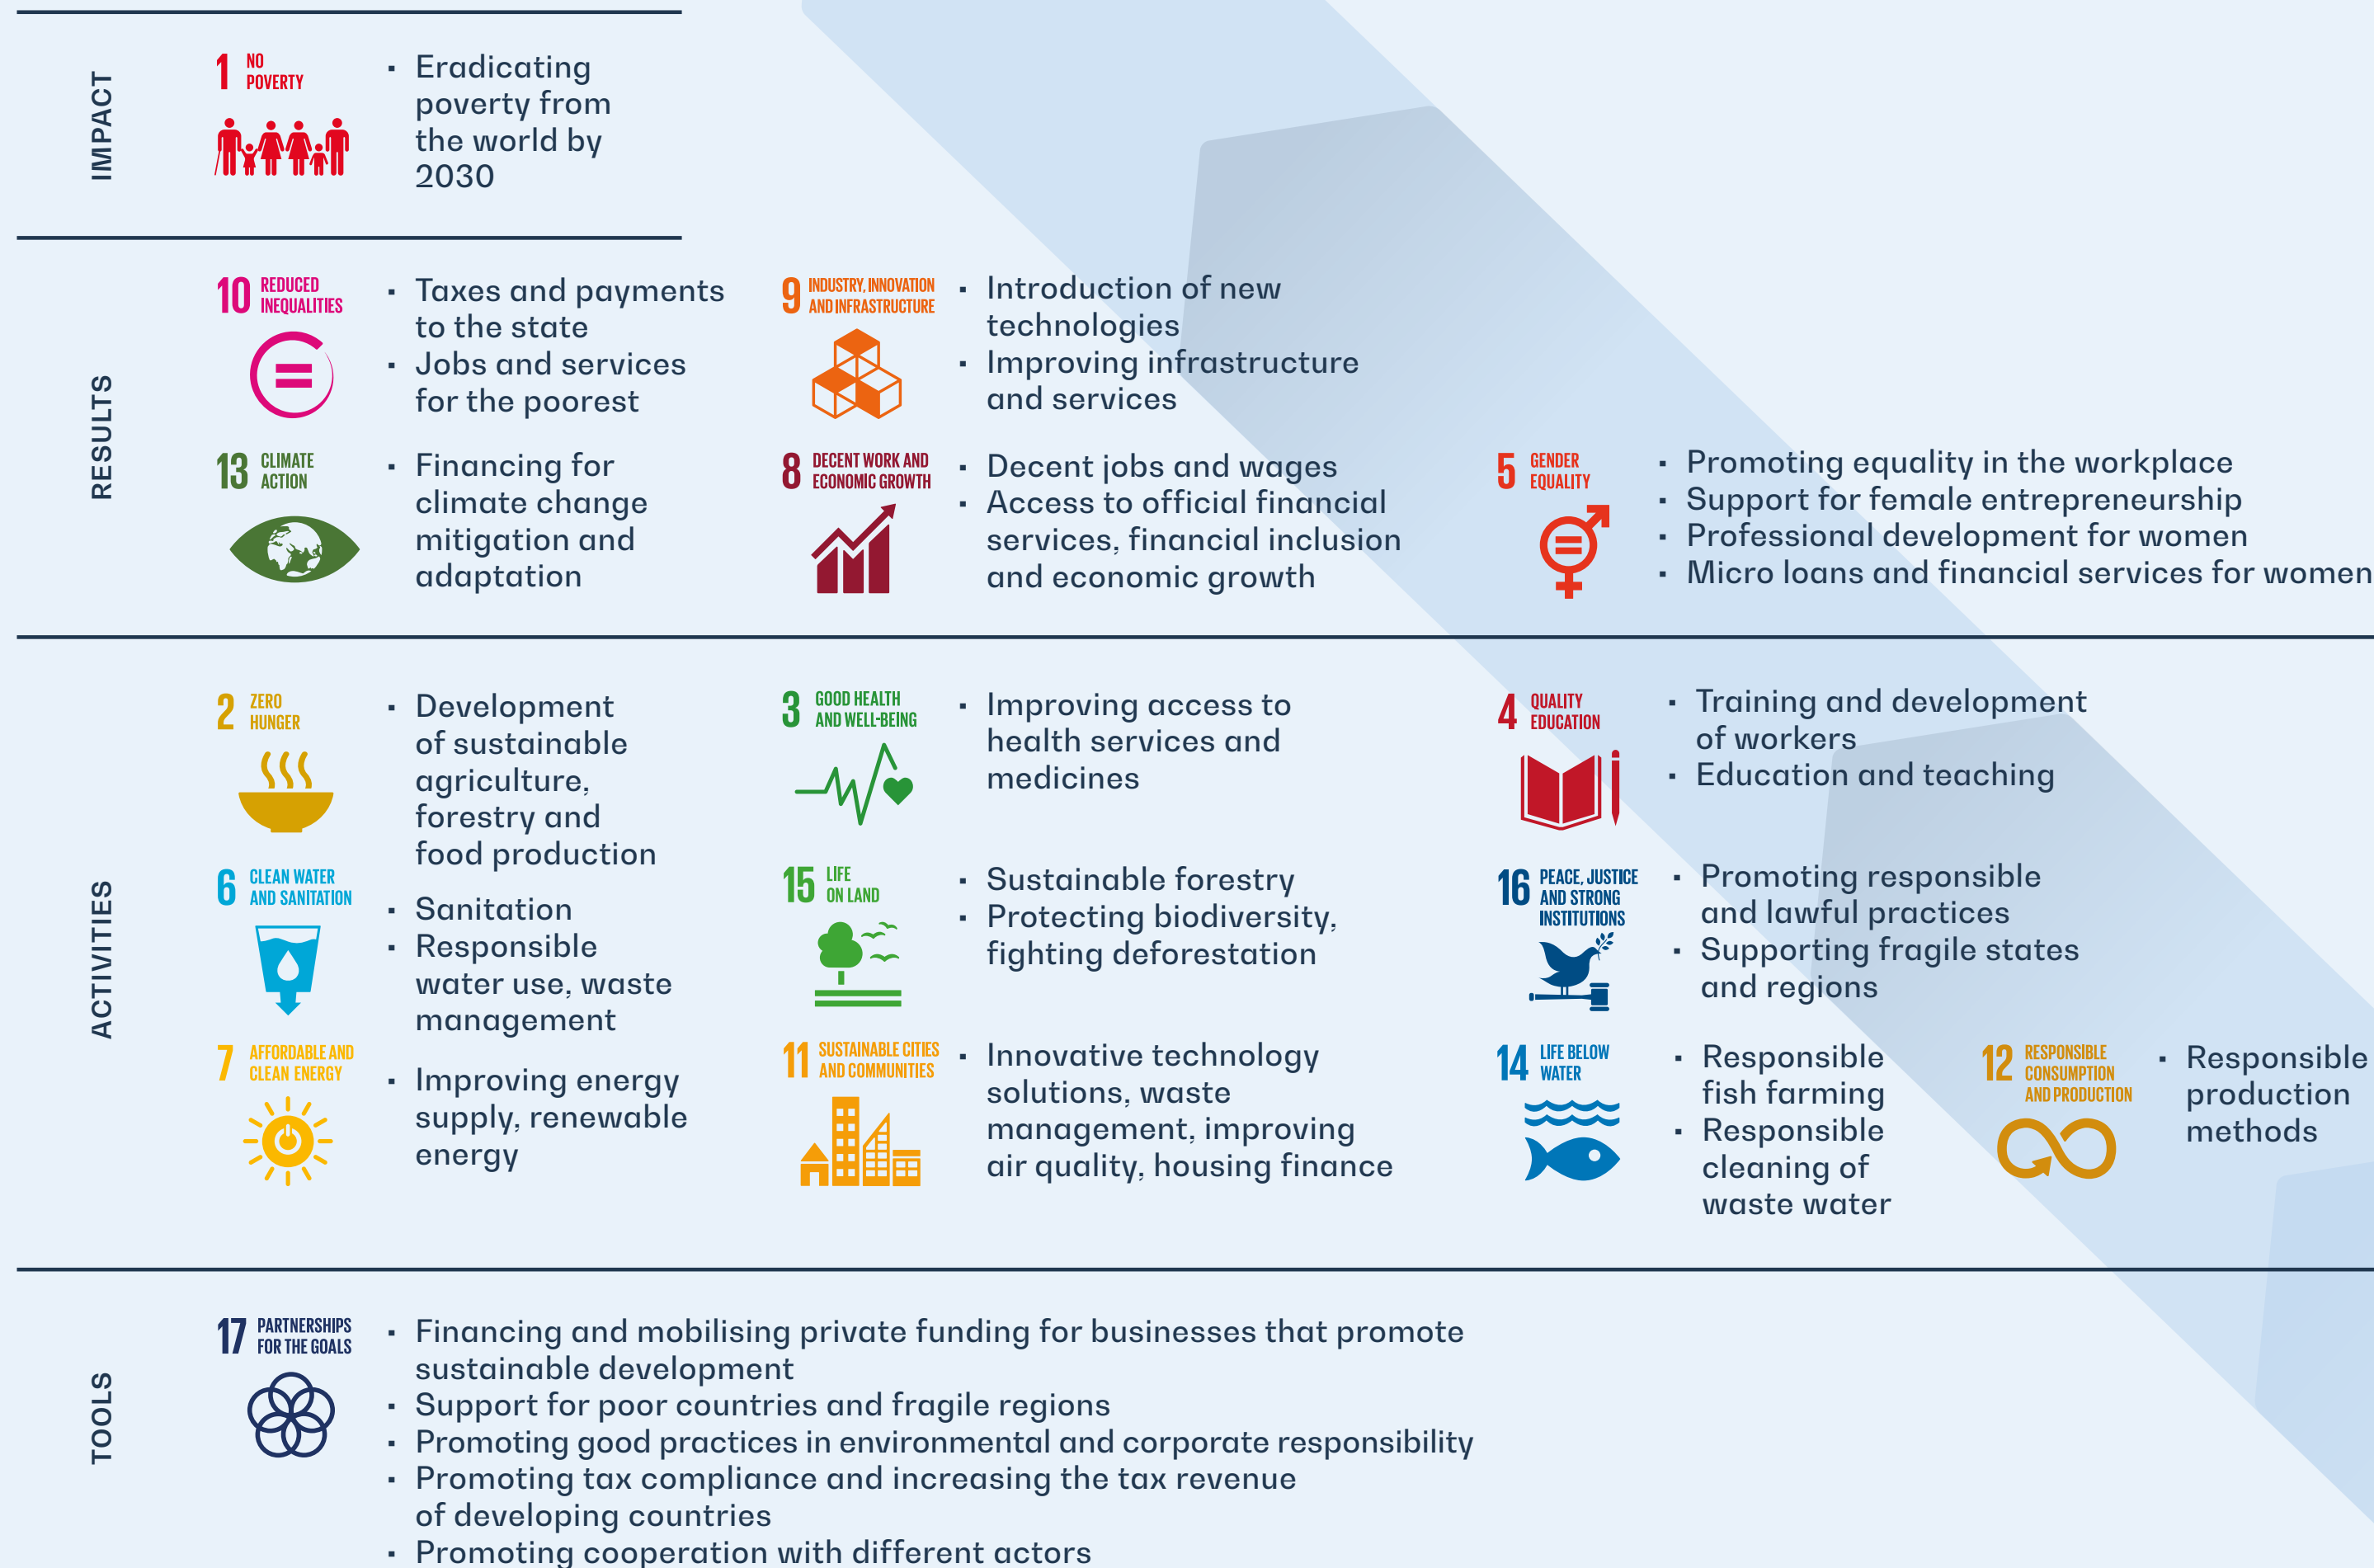 IMPACT
1 NO
POVERTY
▪ Eradicating
poverty from
the world by
2030
RESULTS
10 REDUCED
INEQUALITIES
▪ Taxes and payments
to the state
▪ Jobs and services
for the poorest
9 INDUSTRY, INNOVATION
AND INFRASTRUCTURE
▪ Introduction of new
technologies
▪ Improving infrastructure
and services
13 CLIMATE
ACTION
▪ Financing for
climate change
mitigation and
adaptation
8 DECENT WORK AND
ECONOMIC GROWTH
▪ Decent jobs and wages
▪ Access to official financial
services, financial inclusion
and economic growth
5 GENDER
EQUALITY
▪ Promoting equality in the workplace
▪ Support for female entrepreneurship
▪ Professional development for women
▪ Micro loans and financial services for women
ACTIVITIES
2 ZERO
HUNGER
▪ Development
of sustainable
agriculture,
forestry and
food production
3 GOOD HEALTH
AND WELL-BEING
▪ Improving access to
health services and
medicines
4 QUALITY
EDUCATION
▪ Training and development
of workers
▪ Education and teaching
6 CLEAN WATER
AND SANITATION
▪ Sanitation
▪ Responsible
water use, waste
management
15 LIFE
ON LAND
▪ Sustainable forestry
▪ Protecting biodiversity,
fighting deforestation
16 PEACE, JUSTICE
AND STRONG
INSTITUTIONS
▪ Promoting responsible
and lawful practices
▪ Supporting fragile states
and regions
7 AFFORDABLE AND
CLEAN ENERGY
▪ Improving energy
supply, renewable
energy
11 SUSTAINABLE CITIES
AND COMMUNITIES
▪ Innovative technology
solutions, waste
management, improving
air quality, housing finance
14 LIFE BELOW
WATER
▪ Responsible
fish farming
▪ Responsible
cleaning of
waste water
12 RESPONSIBLE
CONSUMPTION
AND PRODUCTION
▪ Responsible
production
methods
TOOLS
17 PARTNERSHIPS
FOR THE GOALS
▪ Financing and mobilising private funding for businesses that promote
sustainable development
▪ Support for poor countries and fragile regions
▪ Promoting good practices in environmental and corporate responsibility
▪ Promoting tax compliance and increasing the tax revenue
of developing countries
▪ Promoting cooperation with different actors